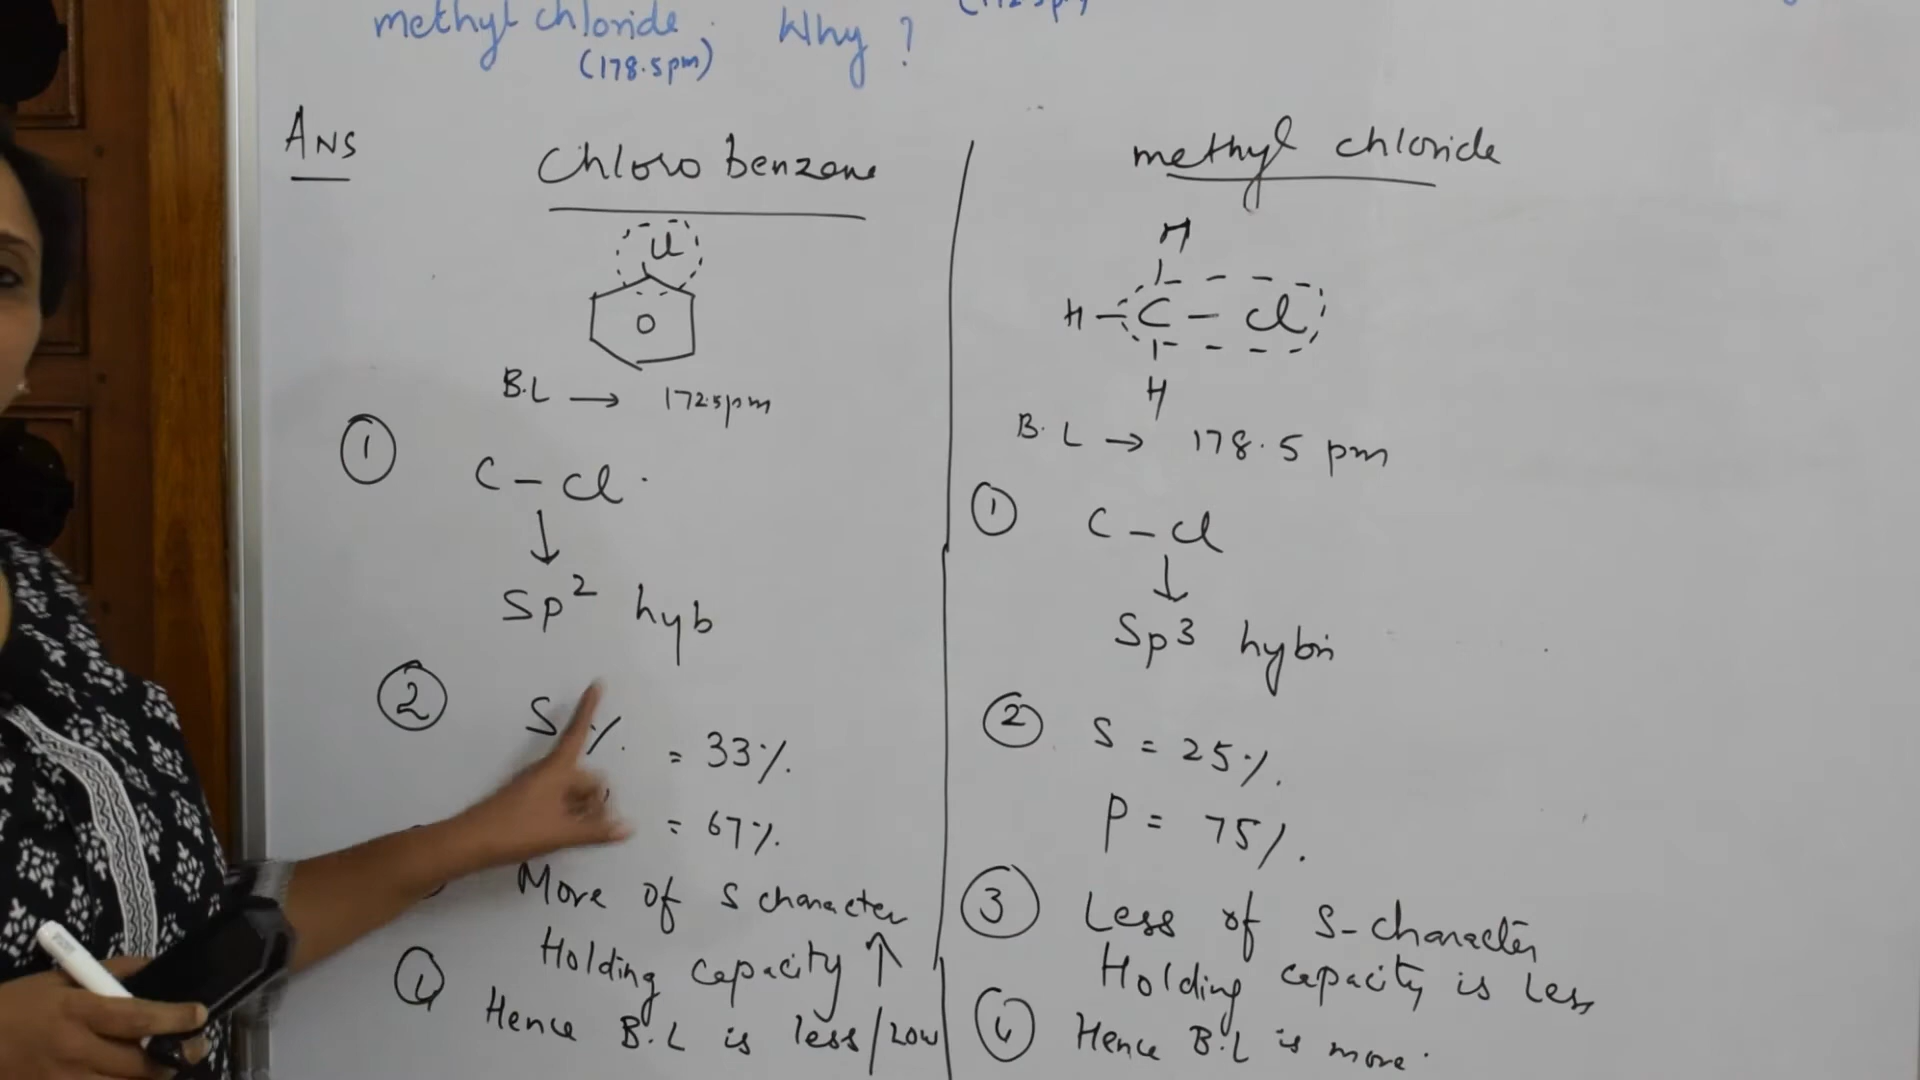 methyl chloride. Why?
(178.5pm)
Ans
Chloro Benzene
Cl
B.L → 172.5pm
① C - Cl.
↓
Sp² hyb
② S %. = 33%.
= 67%.
More of S character
Holding capacity ↑
④ Hence B.L is less/Low
methyl chloride
H
H - C - Cl
H
B.L → 178.5 pm
① C - Cl
↓
Sp³ hybri
② S = 25%.
P = 75%.
③ Less of S-character
Holding capacity is Less
④ Hence B.L is more.